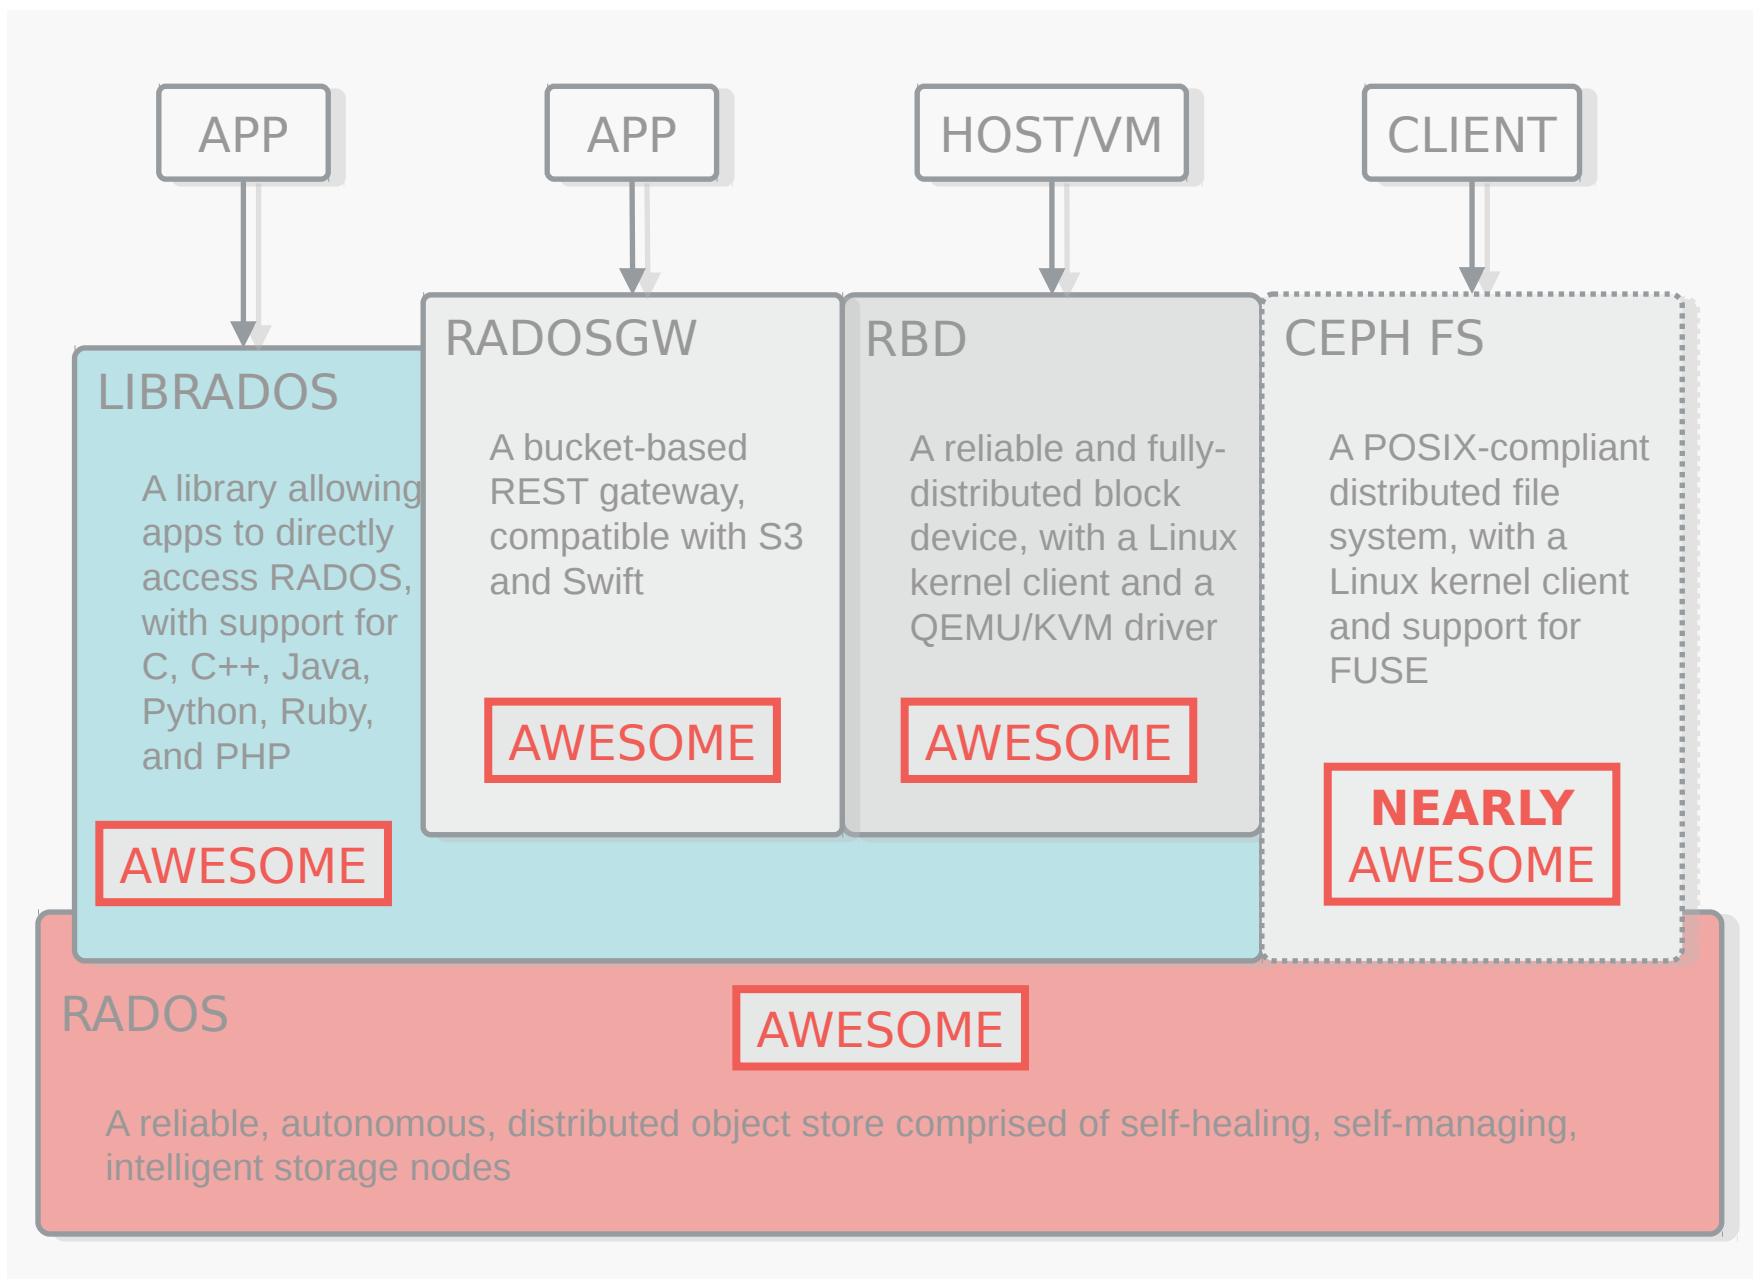 APP
APP
HOST/VM
CLIENT
LIBRADOS
A library allowing
apps to directly
access RADOS,
with support for
C, C++, Java,
Python, Ruby,
and PHP
AWESOME
RADOSGW
A bucket-based
REST gateway,
compatible with S3
and Swift
AWESOME
RBD
A reliable and fully-
distributed block
device, with a Linux
kernel client and a
QEMU/KVM driver
AWESOME
CEPH FS
A POSIX-compliant
distributed file
system, with a
Linux kernel client
and support for
FUSE
NEARLY
AWESOME
RADOS
AWESOME
A reliable, autonomous, distributed object store comprised of self-healing, self-managing,
intelligent storage nodes